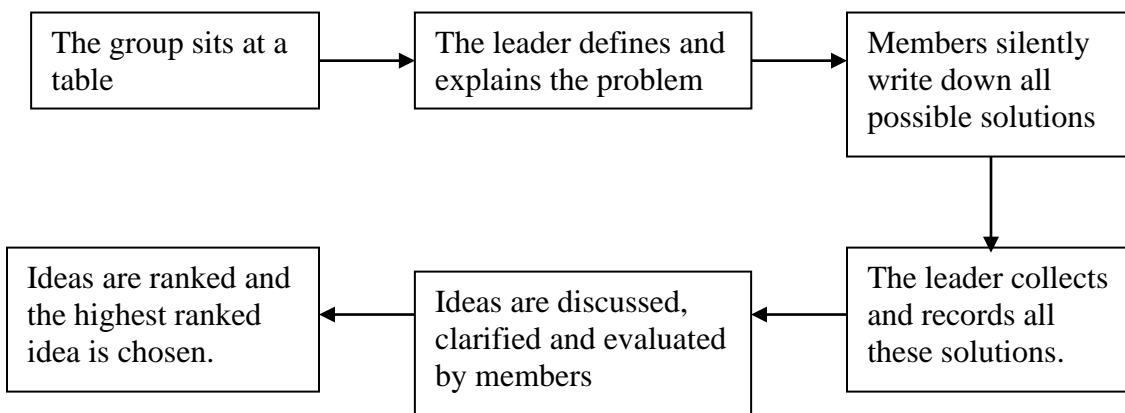 The group sits at a
table
The leader defines and
explains the problem
Members silently
write down all
possible solutions
The leader collects
and records all
these solutions.
Ideas are discussed,
clarified and evaluated
by members
Ideas are ranked and
the highest ranked
idea is chosen.